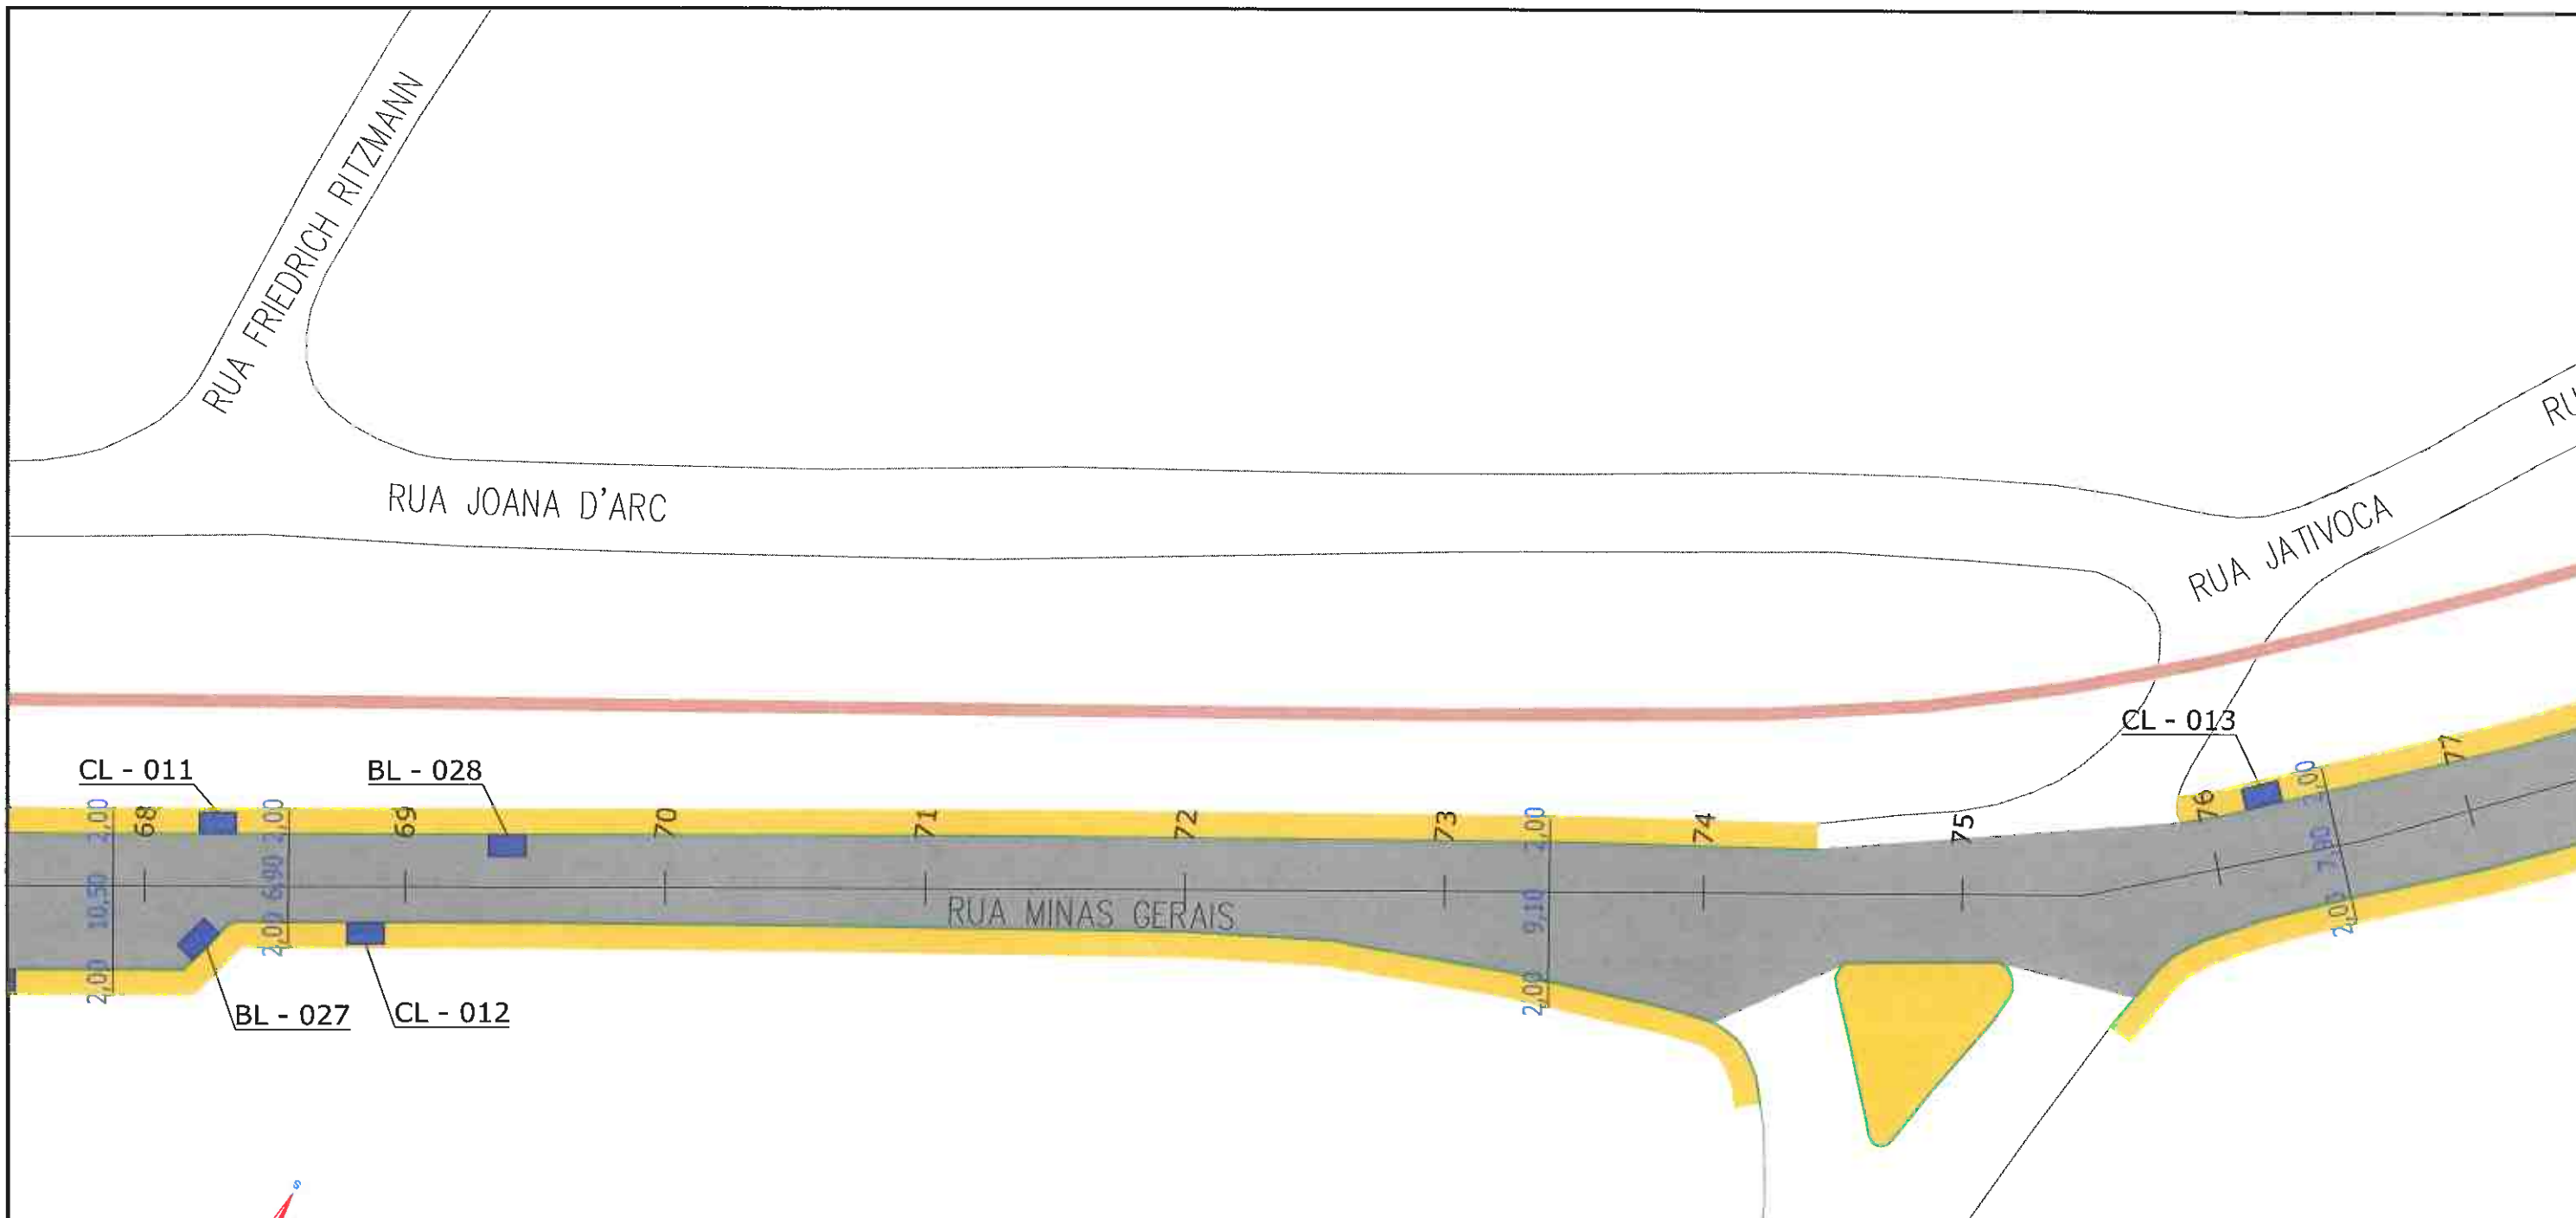 RUA FRIEDRICH RITZMANN
RUA JOANA D'ARC
RU
RUA JATIVOCA
CL - 013
CL - 011
BL - 028
2,00
68
2,00
69
70
71
72
73
2,00
74
75
76
2,00
77
10,50
6,90
9,10
7,80
RUA MINAS GERAIS
2,00
2,00
2,00
2,00
BL - 027
CL - 012
S